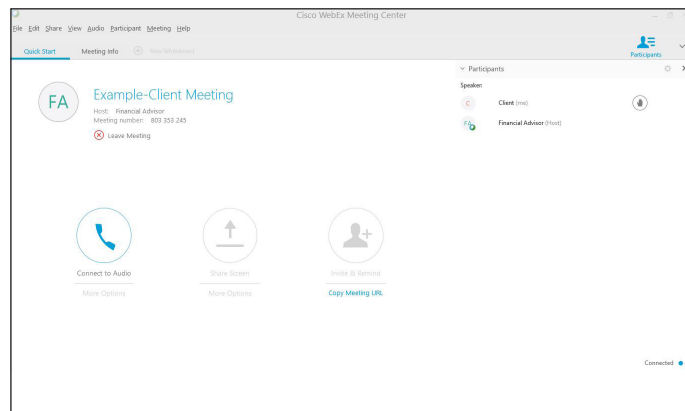 Cisco WebEx Meeting Center
File Edit Share View Audio Participant Meeting Help
Quick Start Meeting Info New Whiteboard
Participants
Participants
Speaker:
C Client (me)
FA Financial Advisor (Host)
FA
Example-Client Meeting
Host: Financial Advisor
Meeting number: 803 353 245
Leave Meeting
Connect to Audio Share Screen Invite & Remind
More Options More Options Copy Meeting URL
Connected